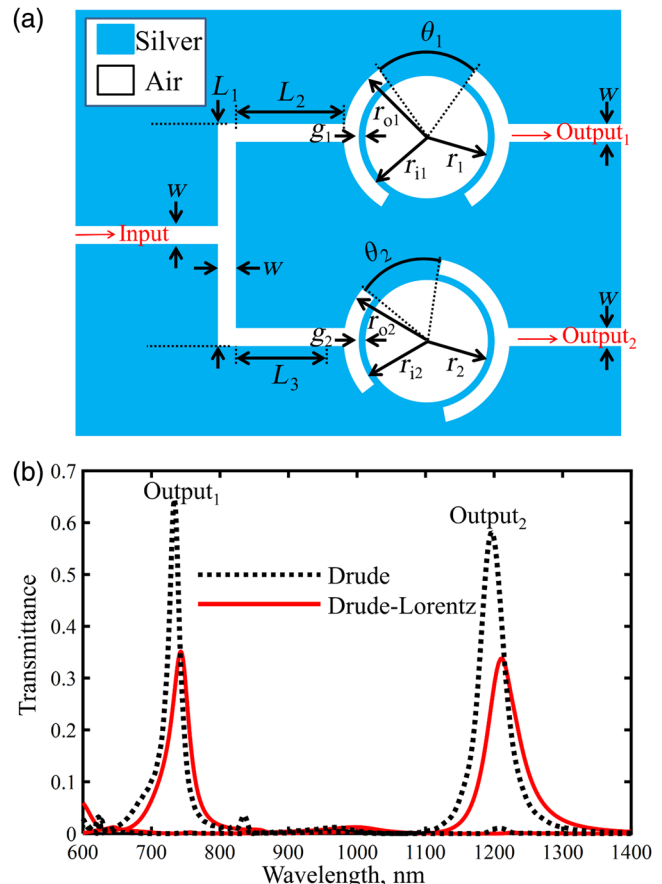 (a)
Silver
Air
L₁
L₂
θ₁
g₁
r₀₁
r₁
rᵢ₁
w
Output₁
w
Input
w
θ₂
g₂
r₀₂
r₂
rᵢ₂
w
Output₂
L₃
(b)
Transmittance
0.7
0.6
0.5
0.4
0.3
0.2
0.1
0
Output₁
Output₂
Drude
Drude-Lorentz
600 700 800 900 1000 1100 1200 1300 1400
Wavelength, nm